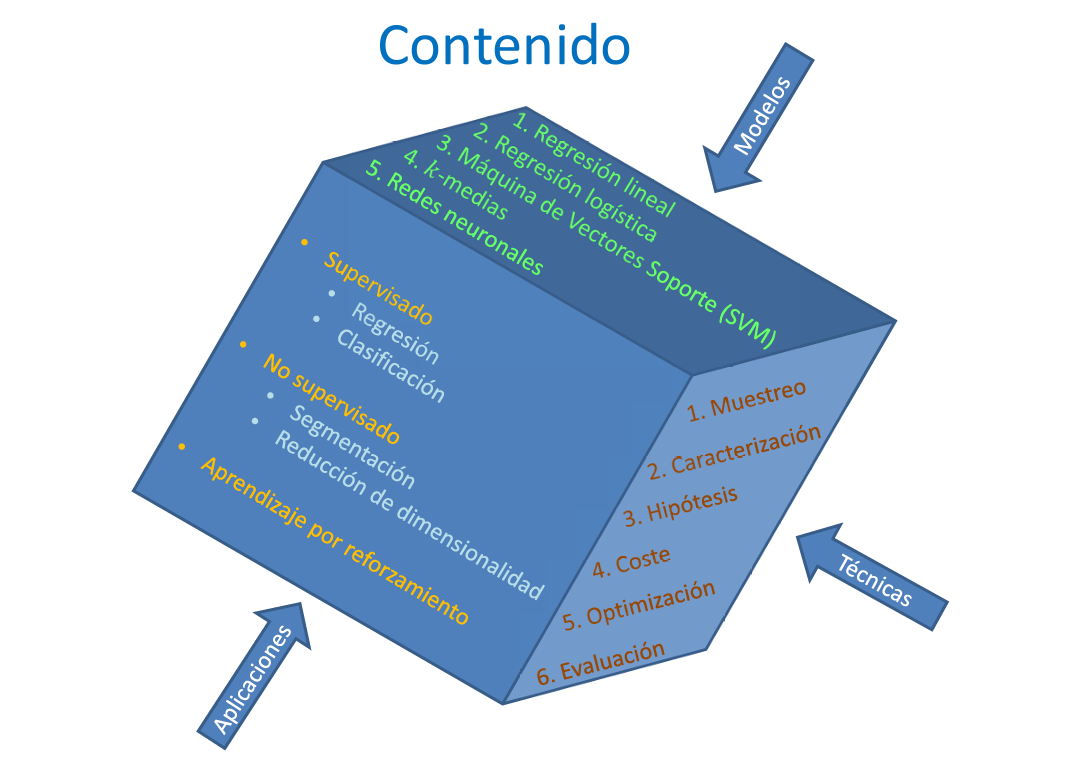 Contenido
Modelos
1. Regresión lineal
2. Regresión logística
3. Máquina de Vectores Soporte (SVM)
4. k-medias
5. Redes neuronales
• Supervisado
• Regresión
• Clasificación
• No supervisado
• Segmentación
• Reducción de dimensionalidad
• Aprendizaje por reforzamiento
Aplicaciones
1. Muestreo
2. Caracterización
3. Hipótesis
4. Coste
5. Optimización
6. Evaluación
Técnicas